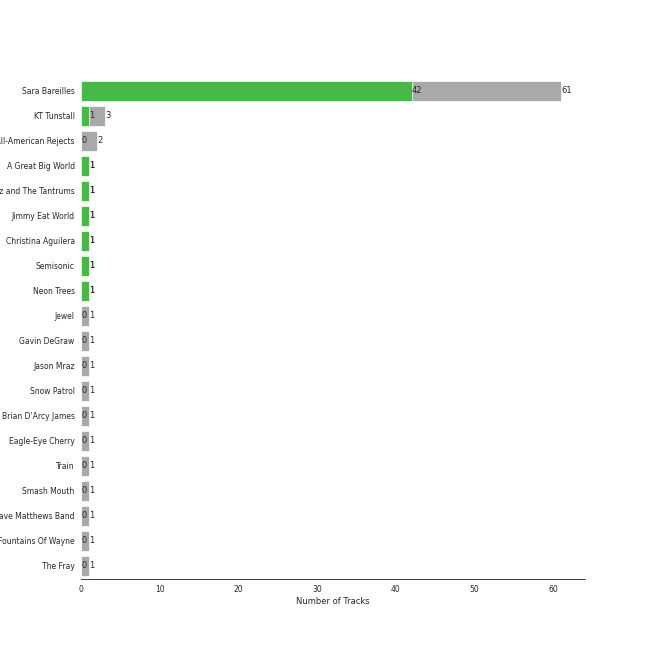 Sara Bareilles 42 61
KT Tunstall 1 3
ll-American Rejects 0 2
A Great Big World 1
z and The Tantrums 1
Jimmy Eat World 1
Christina Aguilera 1
Semisonic 1
Neon Trees 1
Jewel 0 1
Gavin DeGraw 0 1
Jason Mraz 0 1
Snow Patrol 0 1
Brian D'Arcy James 0 1
Eagle-Eye Cherry 0 1
Train 0 1
Smash Mouth 0 1
ave Matthews Band 0 1
Fountains Of Wayne 0 1
The Fray 0 1
0 10 20 30 40 50 60
Number of Tracks